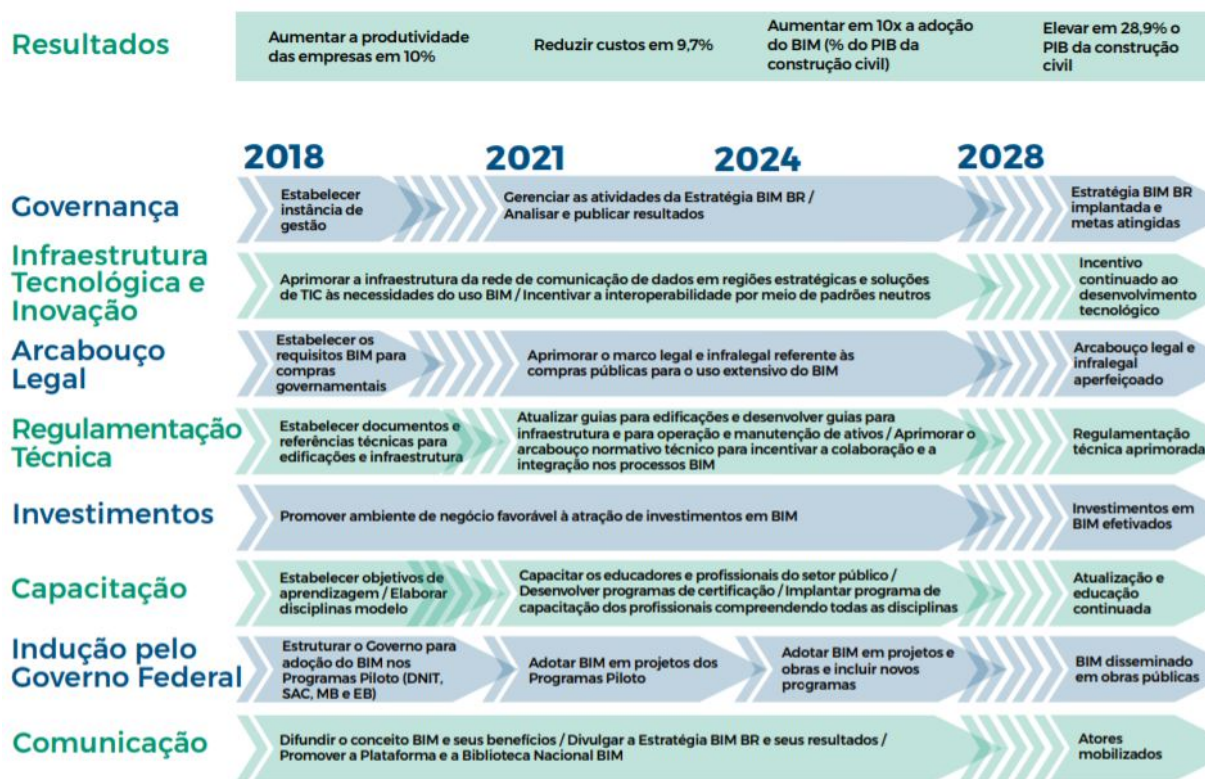 Resultados
Aumentar a produtividade
das empresas em 10%
Reduzir custos em 9,7%
Aumentar em 10x a adoção
do BIM (% do PIB da
construção civil)
Elevar em 28,9% o
PIB da construção
civil
2018
2021
2024
2028
Governança
Estabelecer
instância de
gestão
Gerenciar as atividades da Estratégia BIM BR /
Analisar e publicar resultados
Estratégia BIM BR
implantada e
metas atingidas
Infraestrutura
Tecnológica e
Inovação
Aprimorar a infraestrutura da rede de comunicação de dados em regiões estratégicas e soluções
de TIC às necessidades do uso BIM / Incentivar a interoperabilidade por meio de padrões neutros
Incentivo
continuado ao
desenvolvimento
tecnológico
Arcabouço
Legal
Estabelecer os
requisitos BIM para
compras
governamentais
Aprimorar o marco legal e infralegal referente às
compras públicas para o uso extensivo do BIM
Arcabouço legal e
infralegal
aperfeiçoado
Regulamentação
Técnica
Estabelecer documentos e
referências técnicas para
edificações e infraestrutura
Atualizar guias para edificações e desenvolver guias para
infraestrutura e para operação e manutenção de ativos / Aprimorar o
arcabouço normativo técnico para incentivar a colaboração e a
integração nos processos BIM
Regulamentação
técnica aprimorada
Investimentos
Promover ambiente de negócio favorável à atração de investimentos em BIM
Investimentos em
BIM efetivados
Capacitação
Estabelecer objetivos de
aprendizagem / Elaborar
disciplinas modelo
Capacitar os educadores e profissionais do setor público /
Desenvolver programas de certificação / Implantar programa de
capacitação dos profissionais compreendendo todas as disciplinas
Atualização e
educação
continuada
Indução pelo
Governo Federal
Estruturar o Governo para
adoção do BIM nos
Programas Piloto (DNIT,
SAC, MB e EB)
Adotar BIM em projetos dos
Programas Piloto
Adotar BIM em projetos e
obras e incluir novos
programas
BIM disseminado
em obras públicas
Comunicação
Difundir o conceito BIM e seus benefícios / Divulgar a Estratégia BIM BR e seus resultados /
Promover a Plataforma e a Biblioteca Nacional BIM
Atores
mobilizados